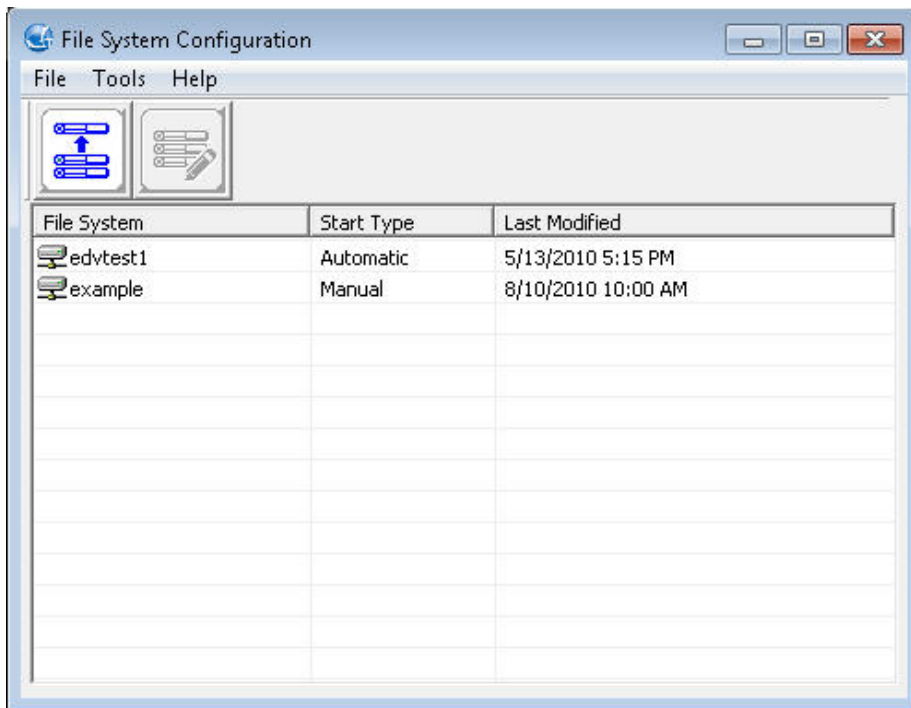 File System Configuration
File Tools Help
File System Start Type Last Modified
edvtest1 Automatic 5/13/2010 5:15 PM
example Manual 8/10/2010 10:00 AM